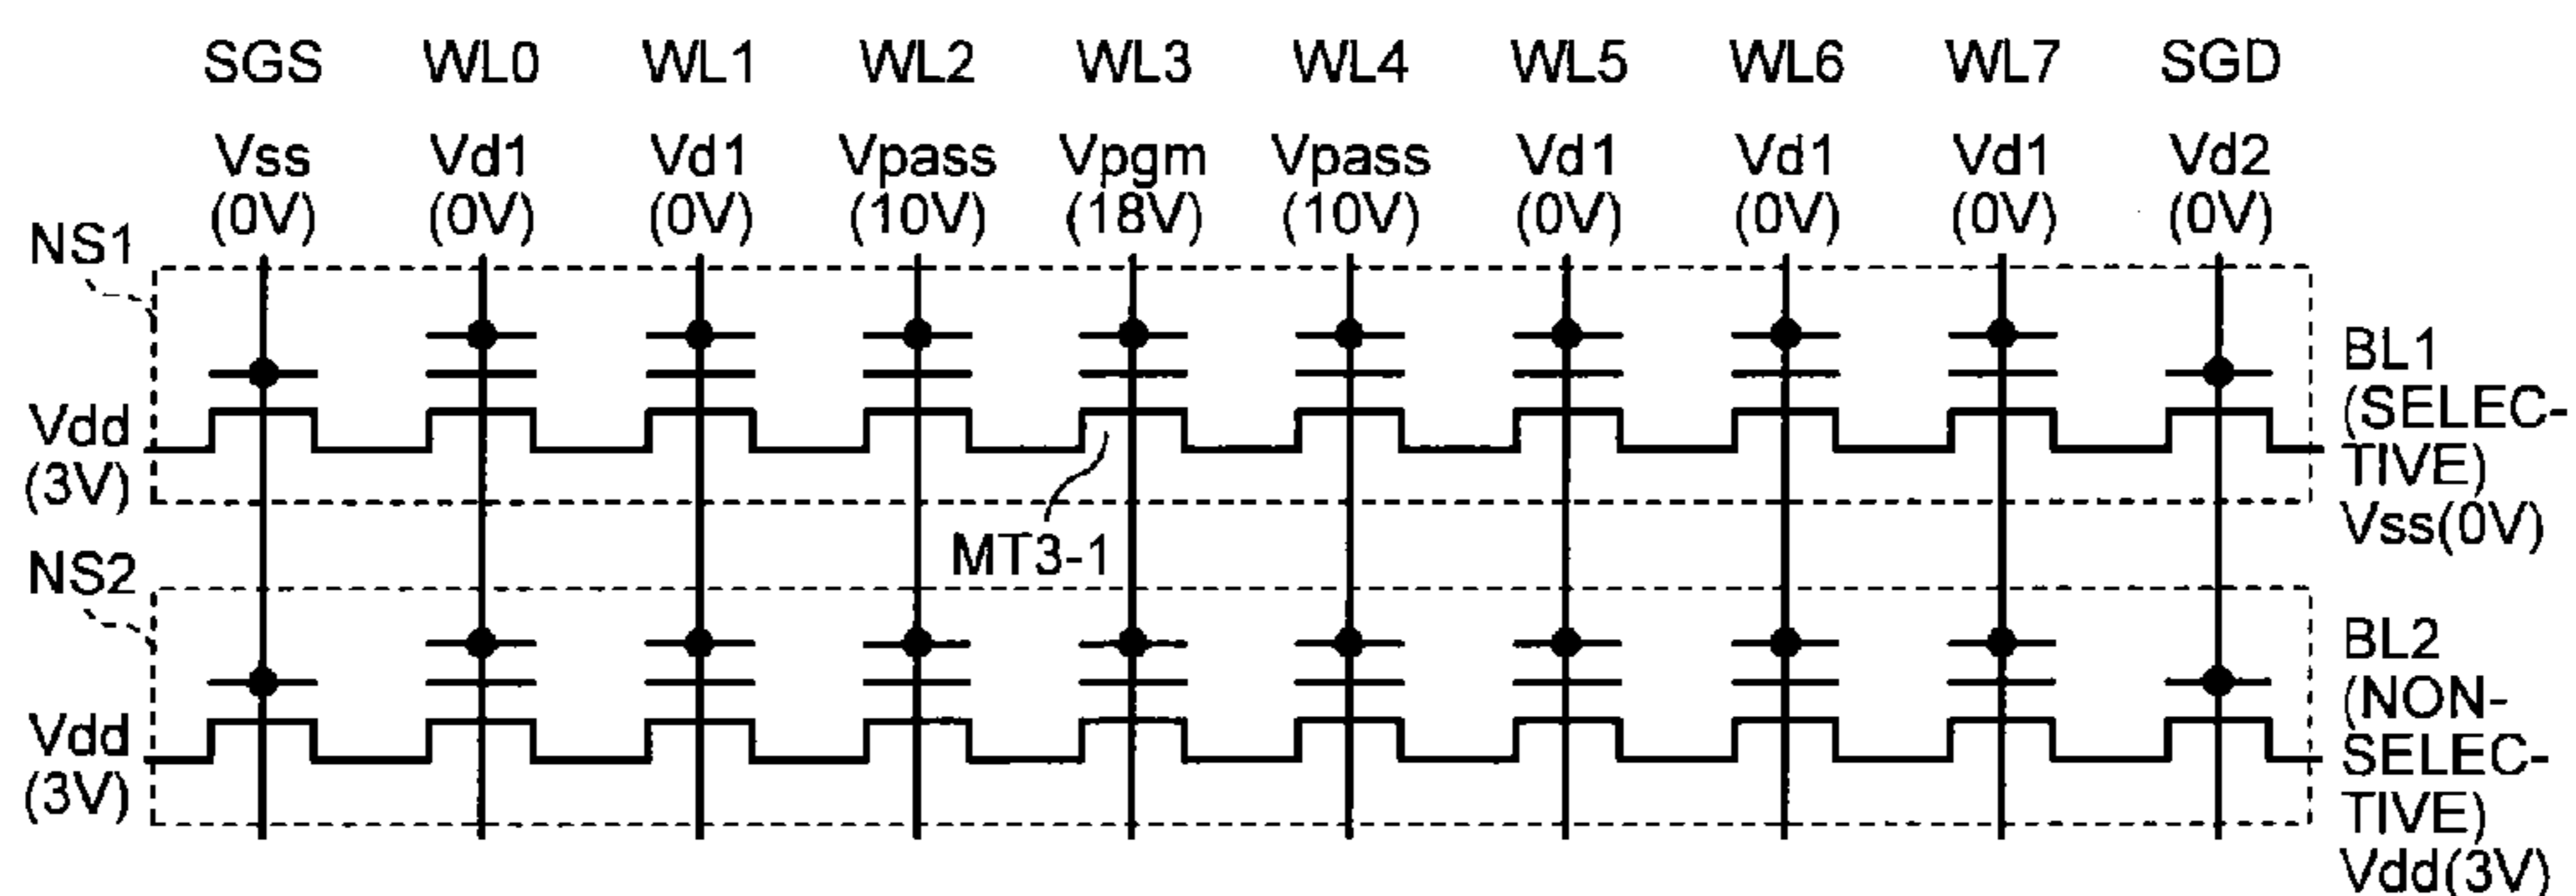 SGS WL0 WL1 WL2 WL3 WL4 WL5 WL6 WL7 SGD
Vss Vd1 Vd1 Vpass Vpgm Vpass Vd1 Vd1 Vd1 Vd2
(0V) (0V) (0V) (10V) (18V) (10V) (0V) (0V) (0V) (0V)
NS1
Vdd
(3V)
BL1
(SELEC-
TIVE)
Vss(0V)
MT3-1
NS2
Vdd
(3V)
BL2
(NON-
SELEC-
TIVE)
Vdd(3V)